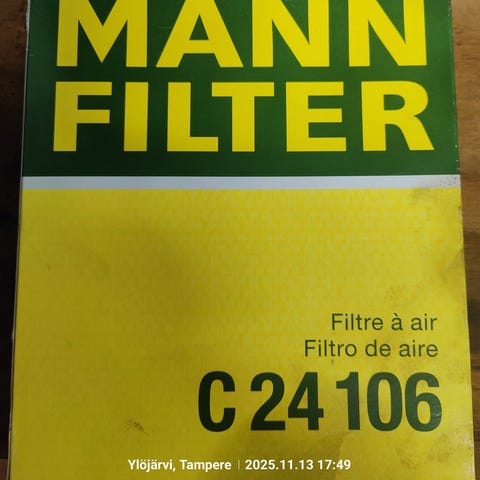 MANN
FILTER
Filtre à air
Filtro de aire
C 24 106
Ylöjärvi, Tampere | 2025.11.13 17:49